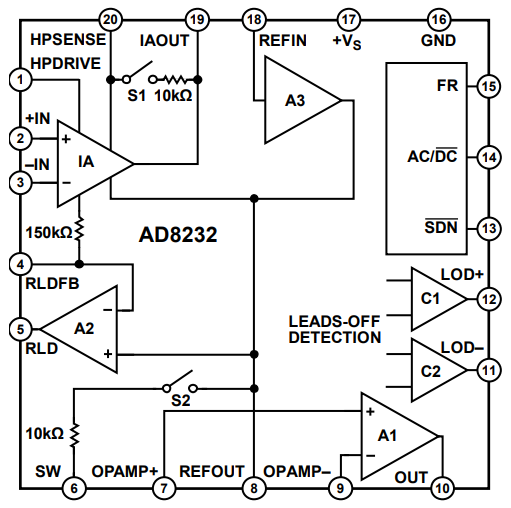 20 19 18 17 16
HPSENSE IAOUT REFIN +VS GND
HPDRIVE
1
S1 10kΩ
A3
FR 15
+IN
2
+
IA
AC/D̅C̅ 14
–IN
3
–
150kΩ
AD8232
S̅D̅N̅ 13
4
RLDFB
LOD+
C1 12
–
A2
5
RLD
+
LEADS-OFF
DETECTION
LOD–
C2 11
S2
10kΩ
+
A1
–
SW OPAMP+ REFOUT OPAMP– OUT
6 7 8 9 10